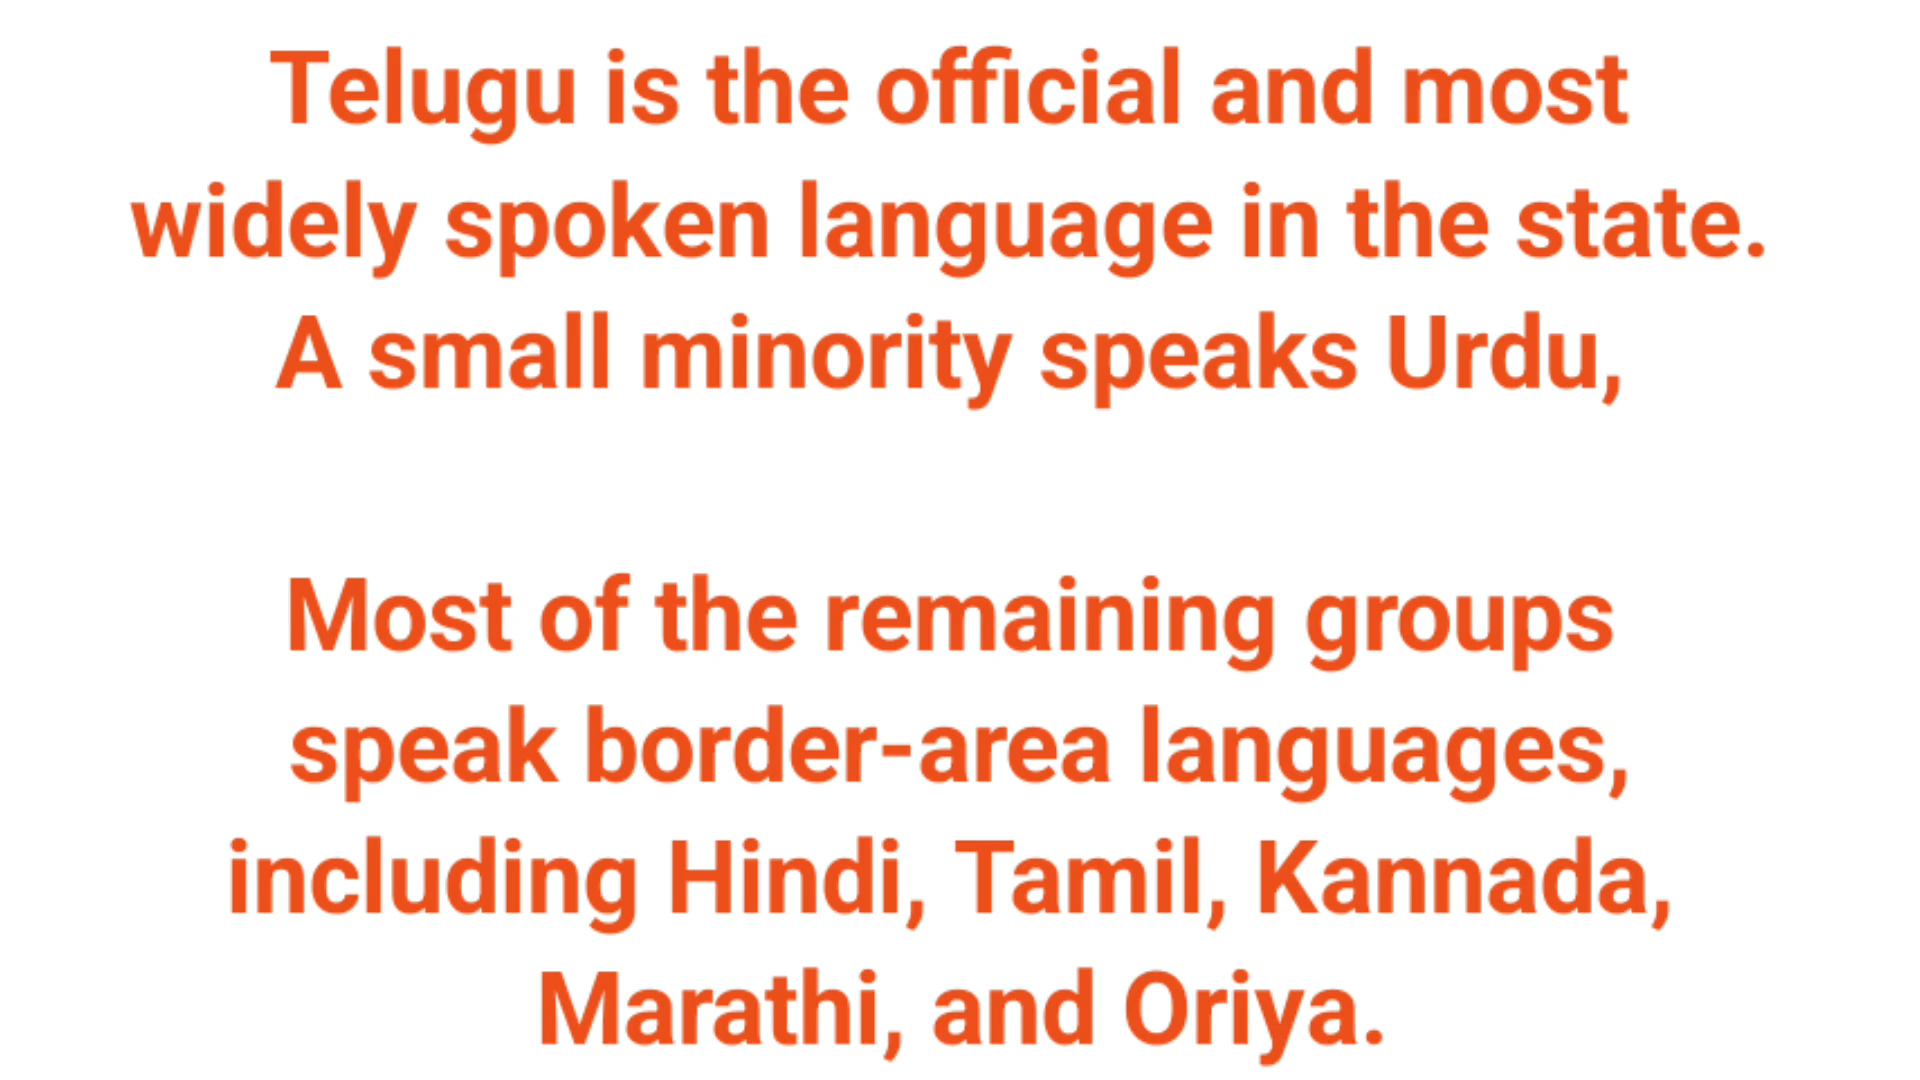 Telugu is the official and most
widely spoken language in the state.
A small minority speaks Urdu,
Most of the remaining groups
speak border-area languages,
including Hindi, Tamil, Kannada,
Marathi, and Oriya.